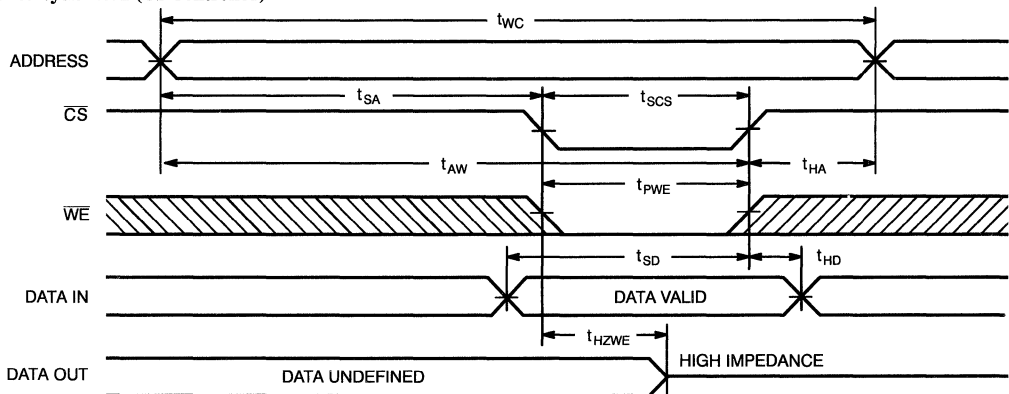 tWC
ADDRESS
tSA tSCS
CS
tAW tHA
tPWE
WE
tSD tHD
DATA IN DATA VALID
tHZWE
HIGH IMPEDANCE
DATA OUT DATA UNDEFINED